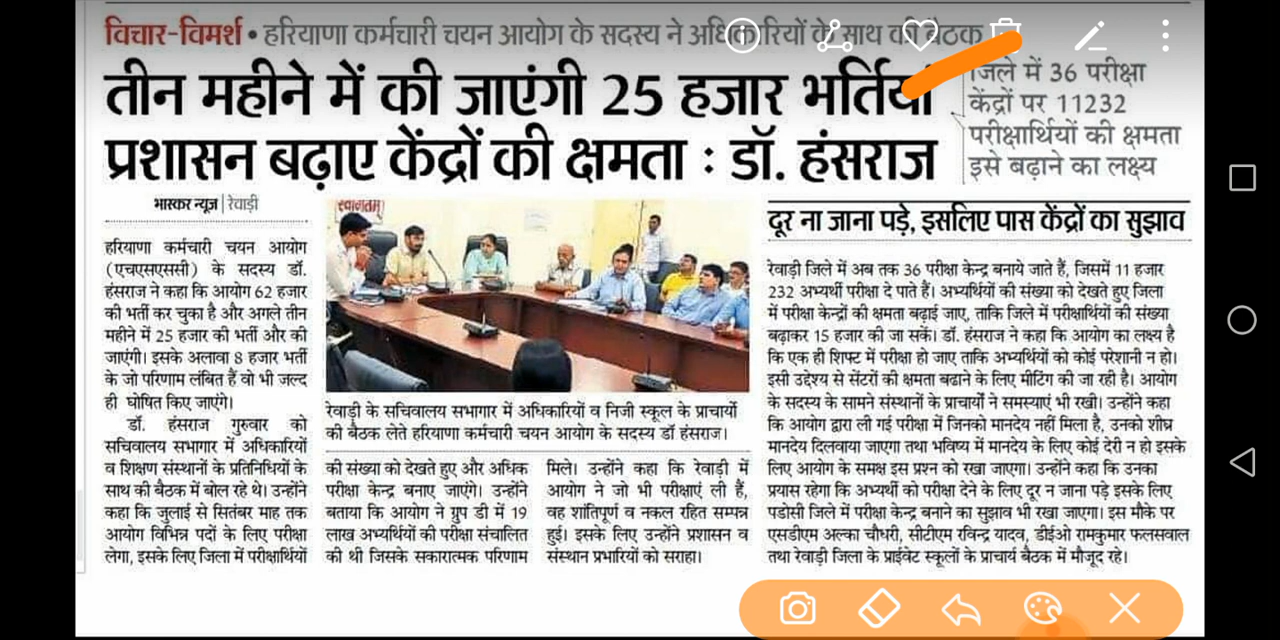 विचार-विमर्श • हरियाणा कर्मचारी चयन आयोग के सदस्य ने अधिकारियों के साथ की बैठक
तीन महीने में की जाएंगी 25 हजार भर्तियां
प्रशासन बढ़ाए केंद्रों की क्षमता : डॉ. हंसराज
जिले में 36 परीक्षा
केंद्रों पर 11232
परीक्षार्थियों की क्षमता
इसे बढ़ाने का लक्ष्य
भास्कर न्यूज | रेवाड़ी
हरियाणा कर्मचारी चयन आयोग
(एचएसएससी) के सदस्य डॉ.
हंसराज ने कहा कि आयोग 62 हजार
की भर्ती कर चुका है और अगले तीन
महीने में 25 हजार की भर्ती और की
जाएंगी। इसके अलावा 8 हजार भर्ती
के जो परिणाम लंबित हैं वो भी जल्द
ही घोषित किए जाएंगे।
डॉ. हंसराज गुरुवार को
सचिवालय सभागार में अधिकारियों
व शिक्षण संस्थानों के प्रतिनिधियों के
साथ की बैठक में बोल रहे थे। उन्होंने
कहा कि जुलाई से सितंबर माह तक
आयोग विभिन्न पदों के लिए परीक्षा
लेगा, इसके लिए जिला में परीक्षार्थियों
स्वागतम्
रेवाड़ी के सचिवालय सभागार में अधिकारियों व निजी स्कूल के प्राचार्यो
की बैठक लेते हरियाणा कर्मचारी चयन आयोग के सदस्य डॉ हंसराज।
की संख्या को देखते हुए और अधिक
परीक्षा केन्द्र बनाए जाएंगे। उन्होंने
बताया कि आयोग ने ग्रुप डी में 19
लाख अभ्यर्थियों की परीक्षा संचालित
की थी जिसके सकारात्मक परिणाम
मिले। उन्होंने कहा कि रेवाड़ी में
आयोग ने जो भी परीक्षाएं ली हैं,
वह शांतिपूर्ण व नकल रहित सम्पन्न
हुई। इसके लिए उन्होंने प्रशासन व
संस्थान प्रभारियों को सराहा।
दूर ना जाना पड़े, इसलिए पास केंद्रों का सुझाव
रेवाड़ी जिले में अब तक 36 परीक्षा केन्द्र बनाये जाते हैं, जिसमें 11 हजार
232 अभ्यर्थी परीक्षा दे पाते हैं। अभ्यर्थियों की संख्या को देखते हुए जिला
में परीक्षा केन्द्रों की क्षमता बढ़ाई जाए, ताकि जिले में परीक्षार्थियों की संख्या
बढ़ाकर 15 हजार की जा सकें। डॉ. हंसराज ने कहा कि आयोग का लक्ष्य है
कि एक ही शिफ्ट में परीक्षा हो जाए ताकि अभ्यर्थियों को कोई परेशानी न हो।
इसी उद्देश्य से सेंटरों की क्षमता बढाने के लिए मीटिंग की जा रही है। आयोग
के सदस्य के सामने संस्थानों के प्राचार्यों ने समस्याएं भी रखी। उन्होंने कहा
कि आयोग द्वारा ली गई परीक्षा में जिनको मानदेय नहीं मिला है, उनको शीघ्र
मानदेय दिलवाया जाएगा तथा भविष्य में मानदेय के लिए कोई देरी न हो इसके
लिए आयोग के समक्ष इस प्रश्न को रखा जाएगा। उन्होंने कहा कि उनका
प्रयास रहेगा कि अभ्यर्थी को परीक्षा देने के लिए दूर न जाना पड़े इसके लिए
पडोसी जिले में परीक्षा केन्द्र बनाने का सुझाव भी रखा जाएगा। इस मौके पर
एसडीएम अल्का चौधरी, सीटीएम रविन्द्र यादव, डीईओ रामकुमार फलसवाल
तथा रेवाड़ी जिला के प्राईवेट स्कूलों के प्राचार्य बैठक में मौजूद रहे।